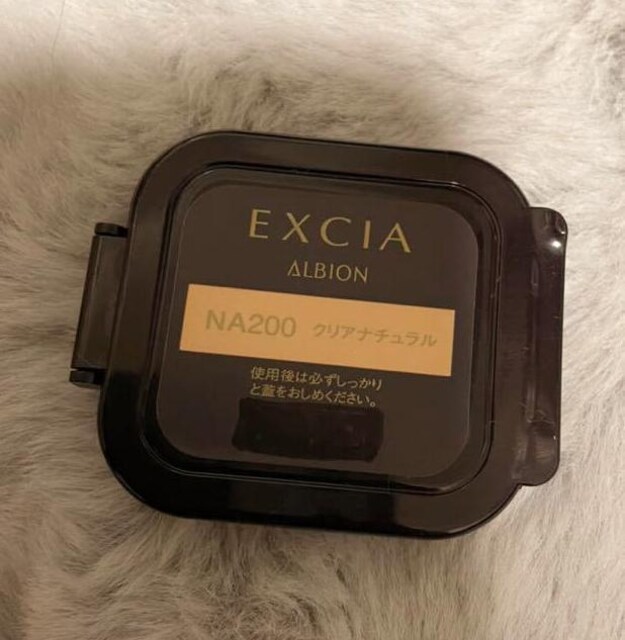 EXCIA
ALBION
NA200 クリアナチュラル
使用後は必ずしっかり
と蓋をおしめください。